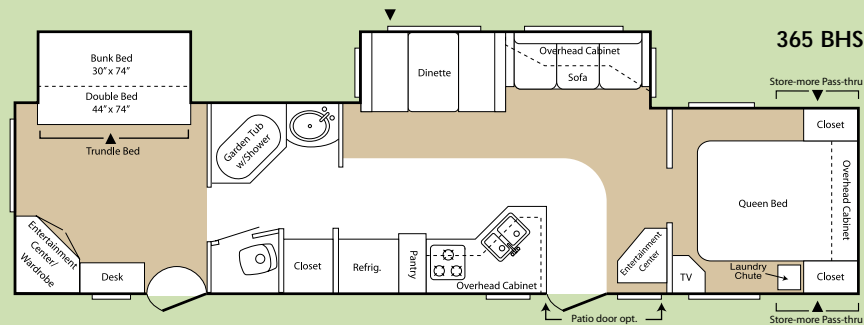 365 BHS
Bunk Bed
30" x 74"
Double Bed
44" x 74"
Trundle Bed
Garden Tub
w/Shower
Dinette
Overhead Cabinet
Sofa
Store-more Pass-thru
Closet
Queen Bed
Overhead Cabinet
Entertainment
Center/
Wardrobe
Desk
Closet
Refrig.
Pantry
Overhead Cabinet
Entertainment
Center
TV
Laundry
Chute
Closet
Patio door opt.
Store-more Pass-thru